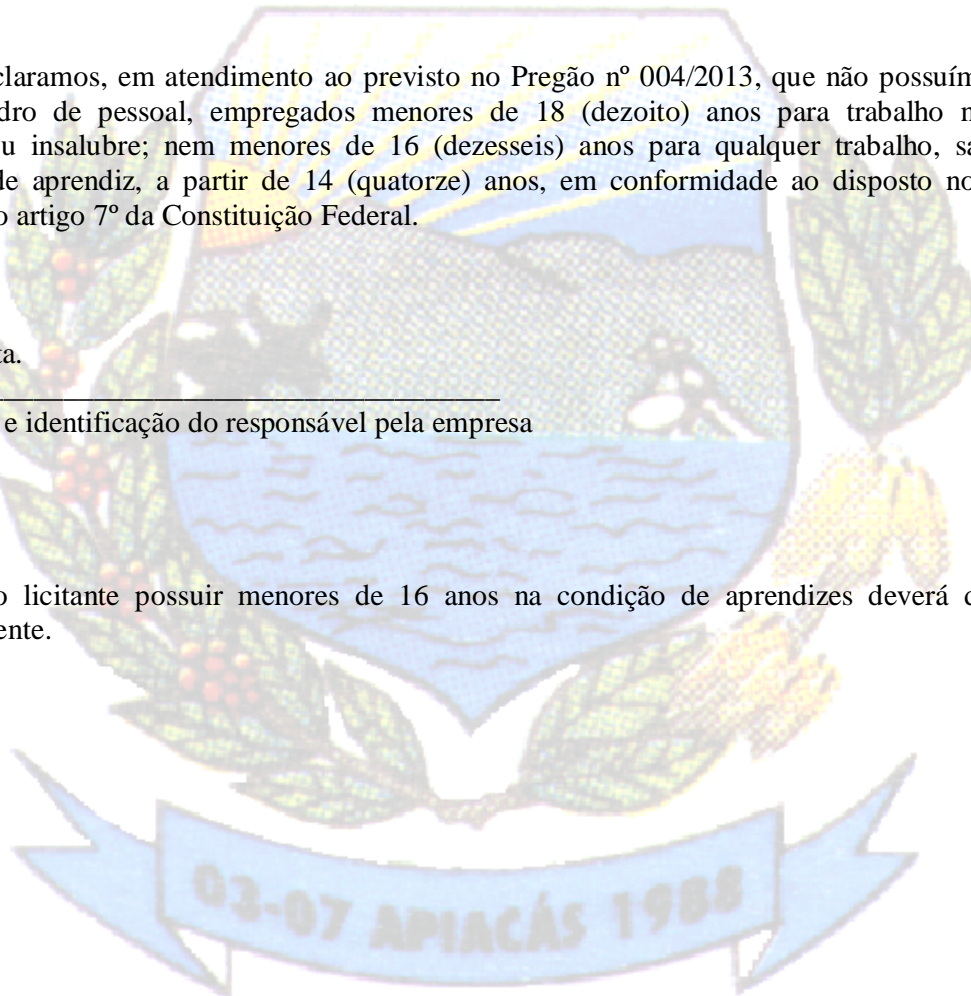 claramos, em atendimento ao previsto no Pregão nº 004/2013, que não possuím
dro de pessoal, empregados menores de 18 (dezoito) anos para trabalho n
u insalubre; nem menores de 16 (dezesseis) anos para qualquer trabalho, sa
de aprendiz, a partir de 14 (quatorze) anos, em conformidade ao disposto no
o artigo 7º da Constituição Federal.
ta.
e identificação do responsável pela empresa
o licitante possuir menores de 16 anos na condição de aprendizes deverá d
ente.
03-07 APIACÁS 1988